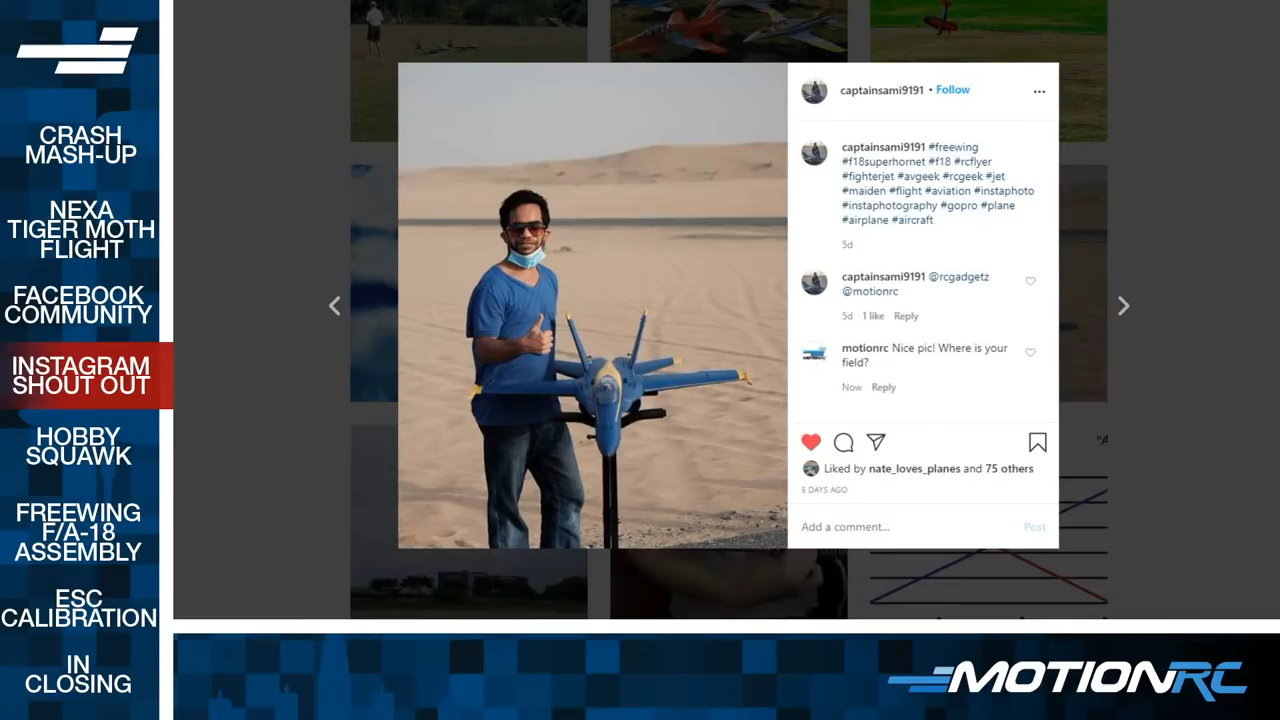 CRASH
MASH-UP
NEXA
TIGER MOTH
FLIGHT
FACEBOOK
COMMUNITY
INSTAGRAM
SHOUT OUT
HOBBY
SQUAWK
FREEWING
F/A-18
ASSEMBLY
ESC
CALIBRATION
IN
CLOSING
captainsami9191 • Follow
captainsami9191 #freewing
#f18superhornet #f18 #rcflyer
#fighterjet #avgeek #rcgeek #jet
#maiden #flight #aviation #instaphoto
#instaphotography #gopro #plane
#airplane #aircraft
5d
captainsami9191 @rcgadgetz
@motionrc
5d 1 like Reply
motionrc Nice pic! Where is your
field?
Now Reply
Liked by nate_loves_planes and 75 others
5 DAYS AGO
Add a comment... Post
MOTIONRC